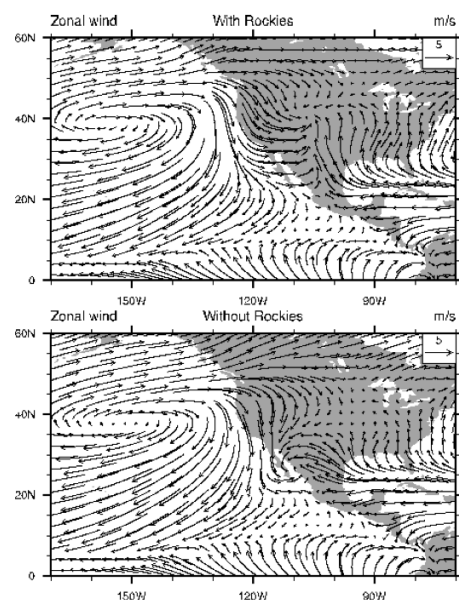 Zonal wind With Rockies m/s
60N
5
40N
20N
0
150W 120W 90W
Zonal wind Without Rockies m/s
60N
5
40N
20N
0
150W 120W 90W